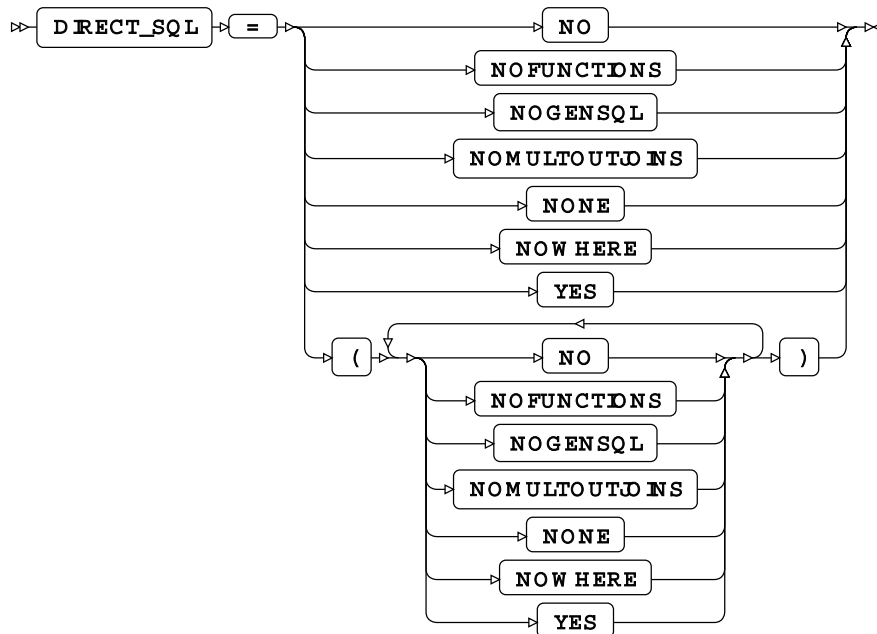 DIRECT_SQL = NO
NOFUNCTIONS
NOGENSQL
NOMULTOUTJOINS
NONE
NOWHERE
YES
( NO )
NOFUNCTIONS
NOGENSQL
NOMULTOUTJOINS
NONE
NOWHERE
YES